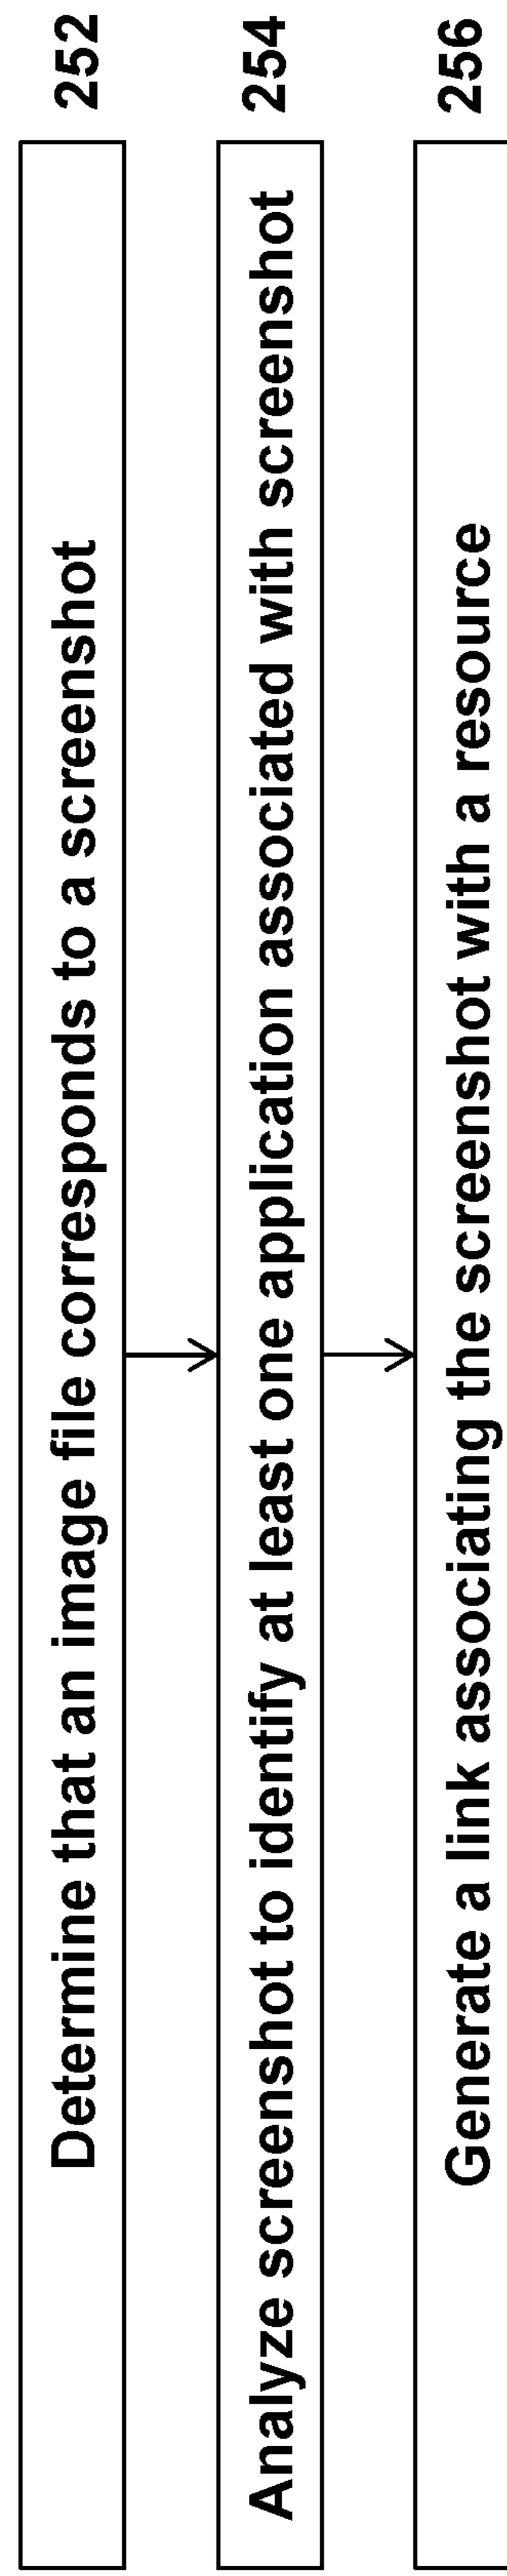 Determine that an image file corresponds to a screenshot 252
Analyze screenshot to identify at least one application associated with screenshot 254
Generate a link associating the screenshot with a resource 256